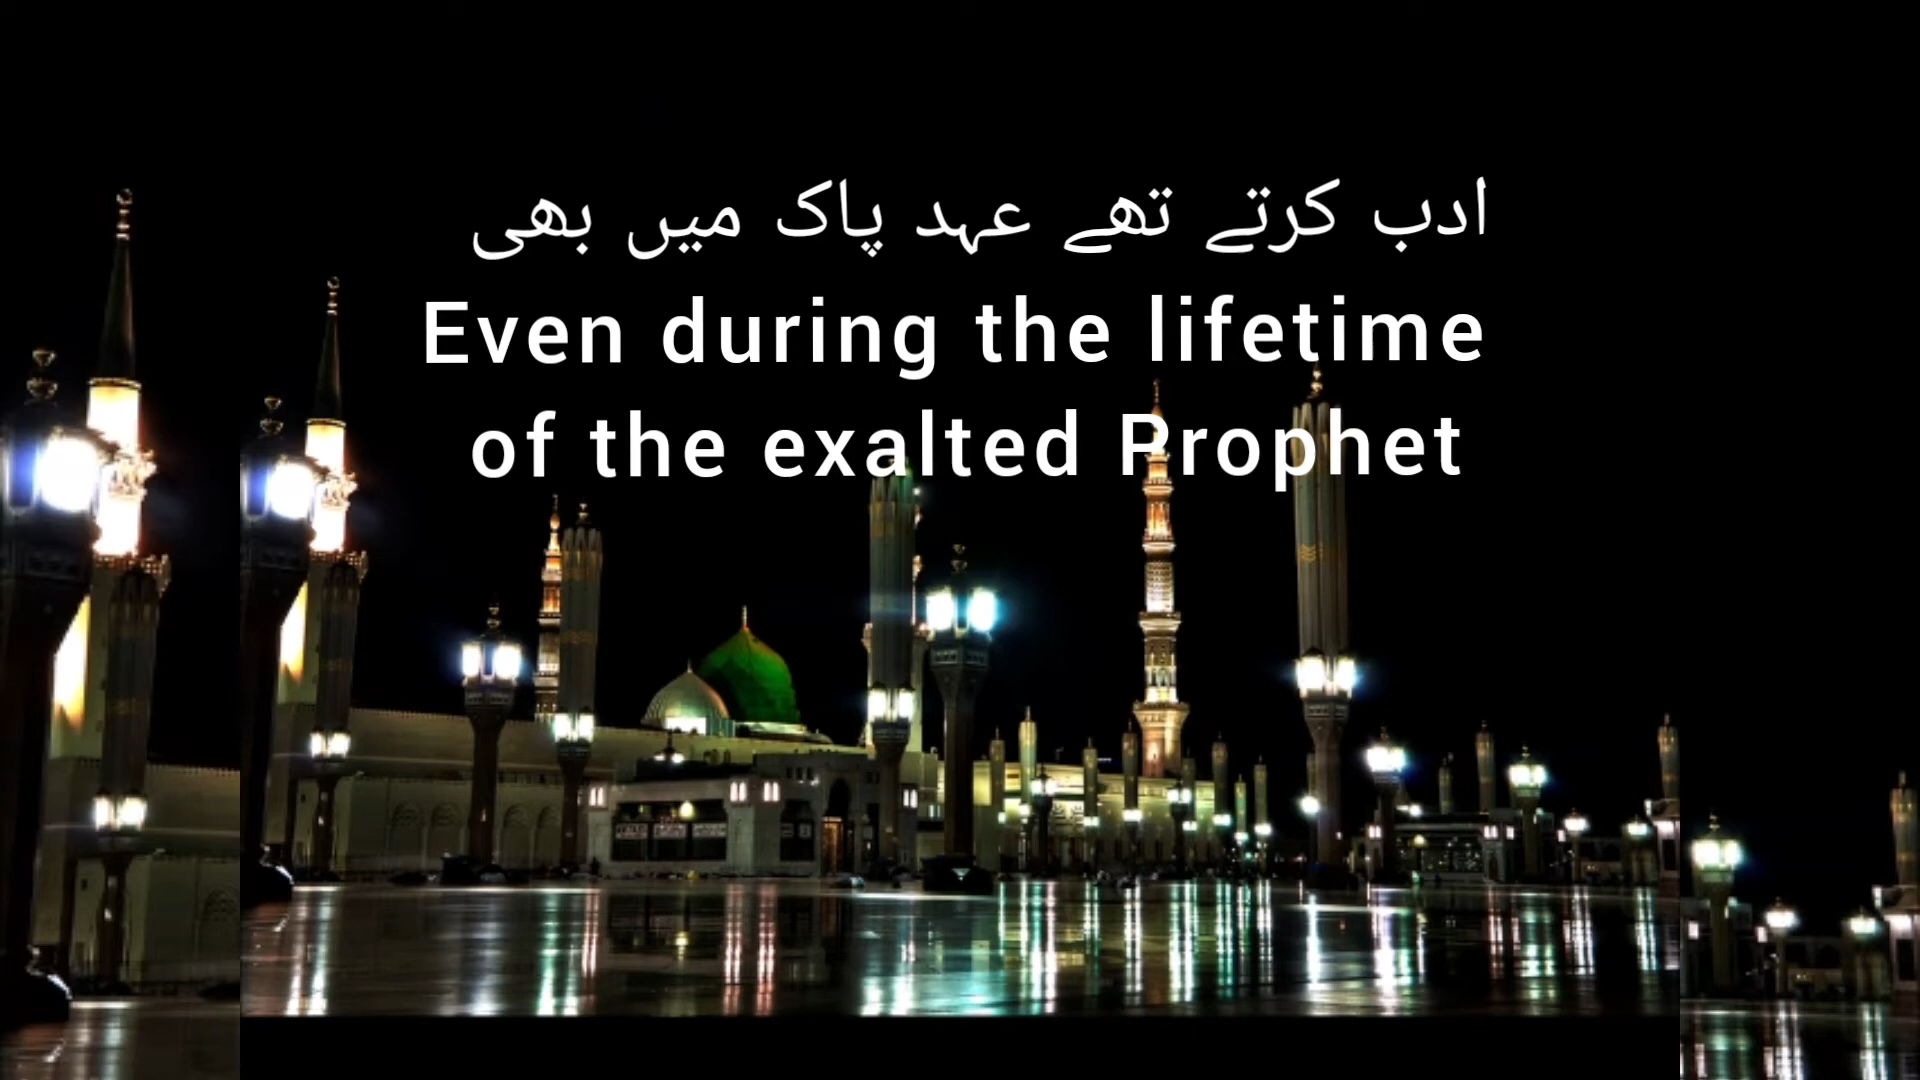 ادب کرتے تھے عہد پاک میں بھی
Even during the lifetime
of the exalted Prophet